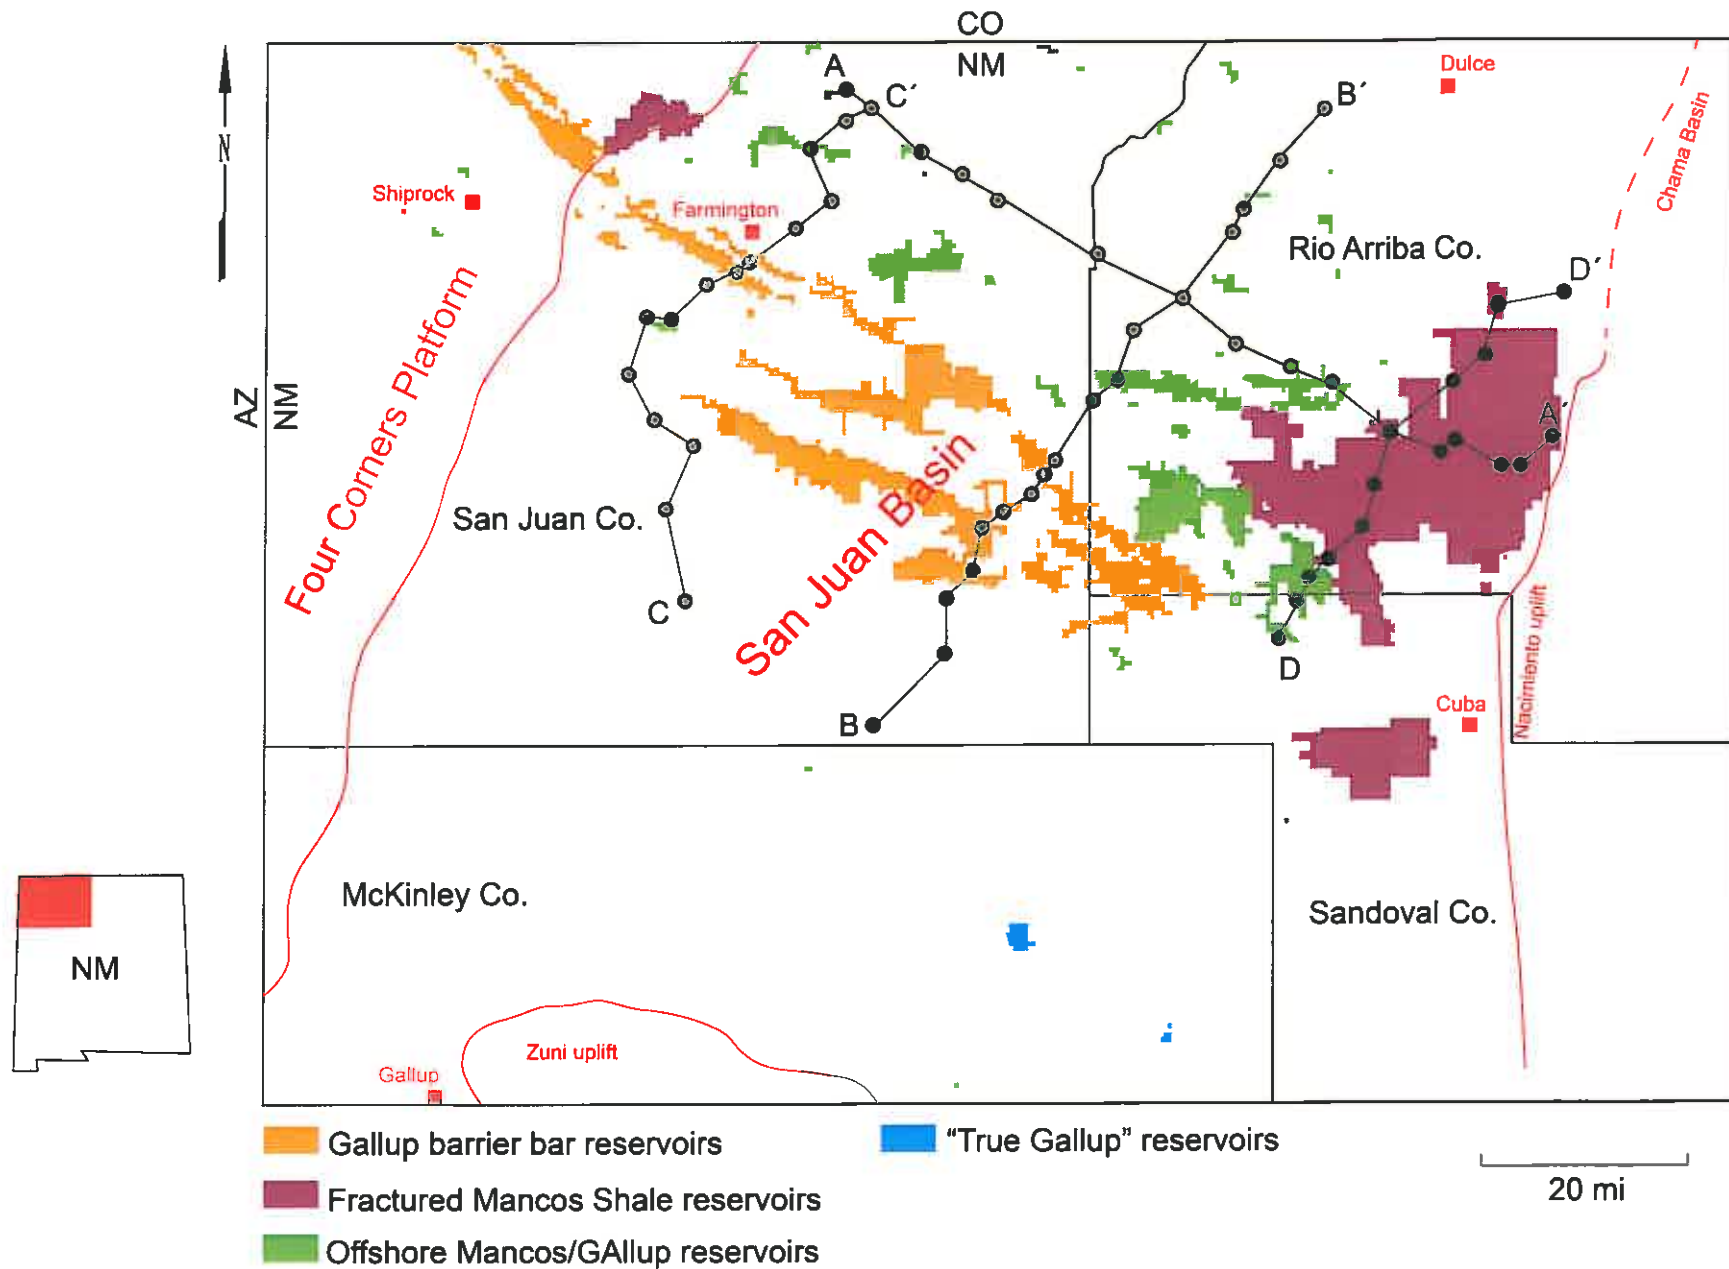 CO
NM
A
C´
B´
Dulce
N
Chama Basin
Shiprock
Farmington
Rio Arriba Co.
D´
Four Corners Platform
AZ
NM
A´
San Juan Basin
San Juan Co.
C
D
Nacimiento uplift
B
Cuba
McKinley Co.
Sandoval Co.
NM
Zuni uplift
Gallup
Gallup barrier bar reservoirs
"True Gallup" reservoirs
Fractured Mancos Shale reservoirs
20 mi
Offshore Mancos/GAllup reservoirs